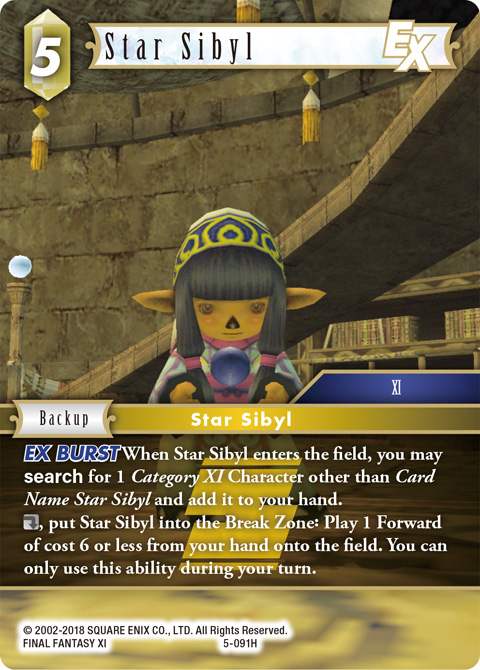 5
Star Sibyl
EX
XI
Backup
Star Sibyl
EX BURST When Star Sibyl enters the field, you may
search for 1 Category XI Character other than Card
Name Star Sibyl and add it to your hand.
, put Star Sibyl into the Break Zone: Play 1 Forward
of cost 6 or less from your hand onto the field. You can
only use this ability during your turn.
© 2002-2018 SQUARE ENIX CO., LTD. All Rights Reserved.
FINAL FANTASY XI 5-091H